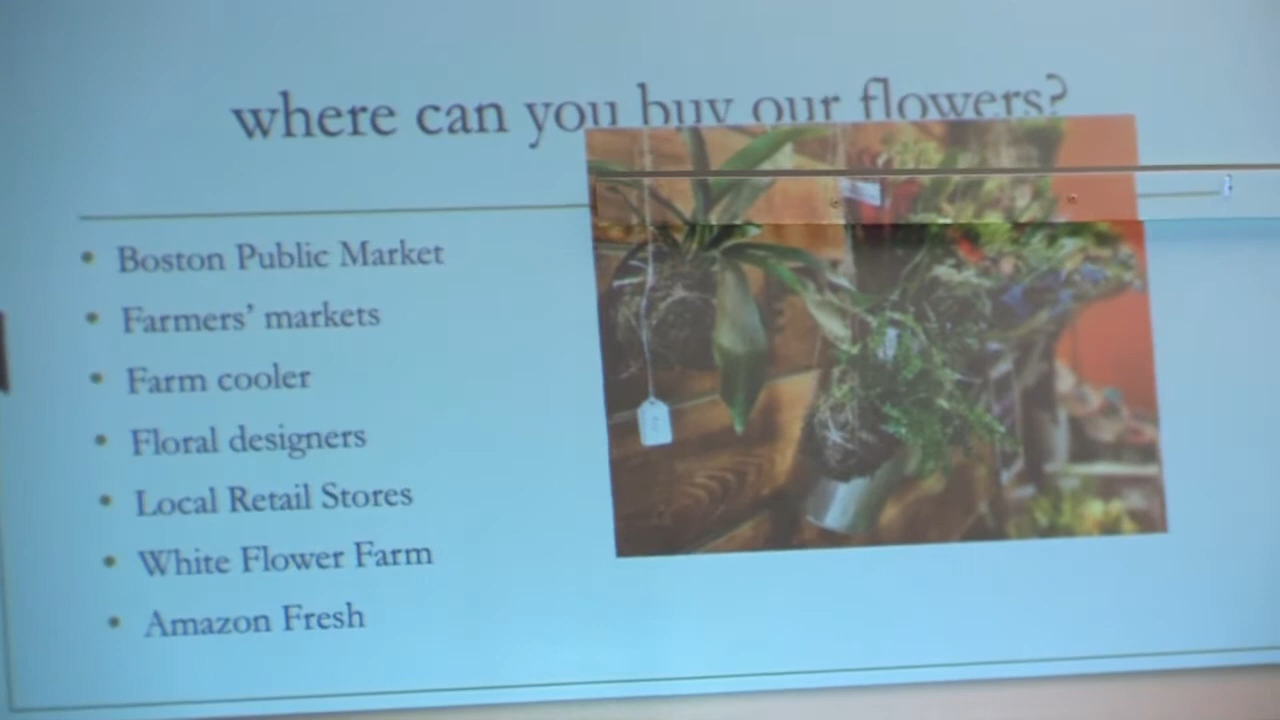 where can you buy our flowers?
• Boston Public Market
• Farmers’ markets
• Farm cooler
• Floral designers
• Local Retail Stores
• White Flower Farm
• Amazon Fresh